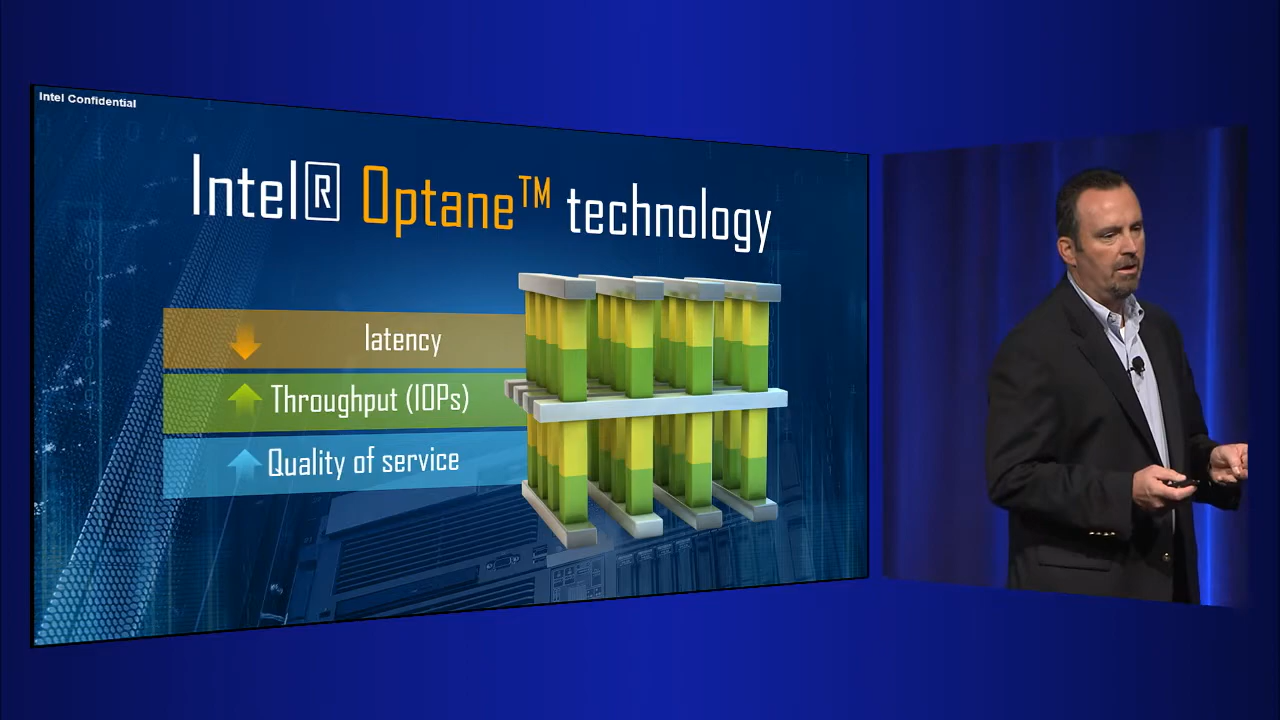 Intel Confidential
Intel® Optane™ technology
latency
Throughput (IOPs)
Quality of service